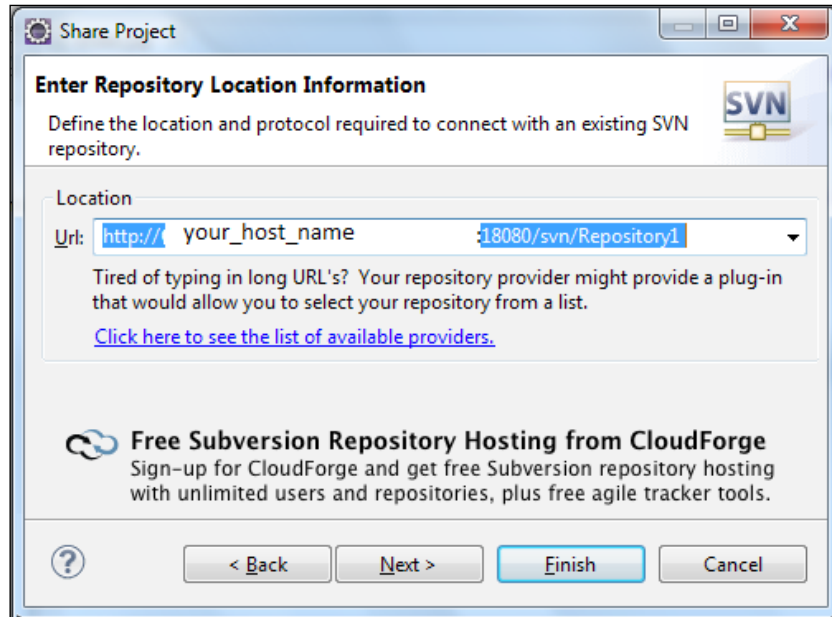 Share Project
Enter Repository Location Information
SVN
Define the location and protocol required to connect with an existing SVN
repository.
Location
Url: http:// your_host_name :18080/svn/Repository1
Tired of typing in long URL's? Your repository provider might provide a plug-in
that would allow you to select your repository from a list.
Click here to see the list of available providers.
Free Subversion Repository Hosting from CloudForge
Sign-up for CloudForge and get free Subversion repository hosting
with unlimited users and repositories, plus free agile tracker tools.
? < Back Next > Finish Cancel